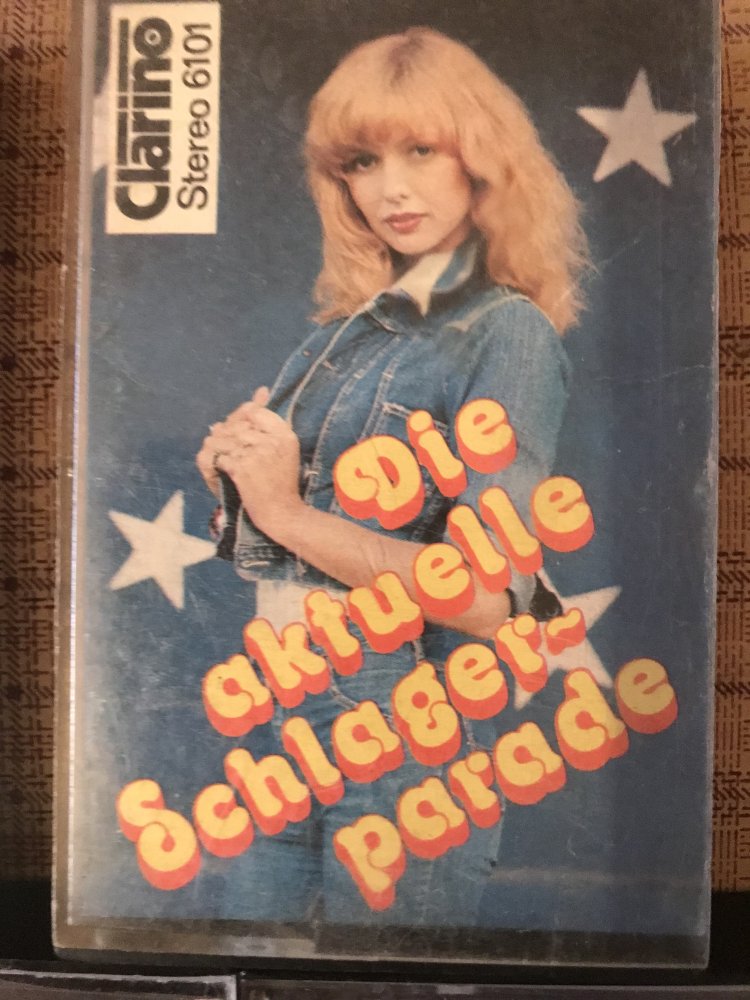 Clarino
Stereo 6101
Die
aktuelle
Schlager-
parade